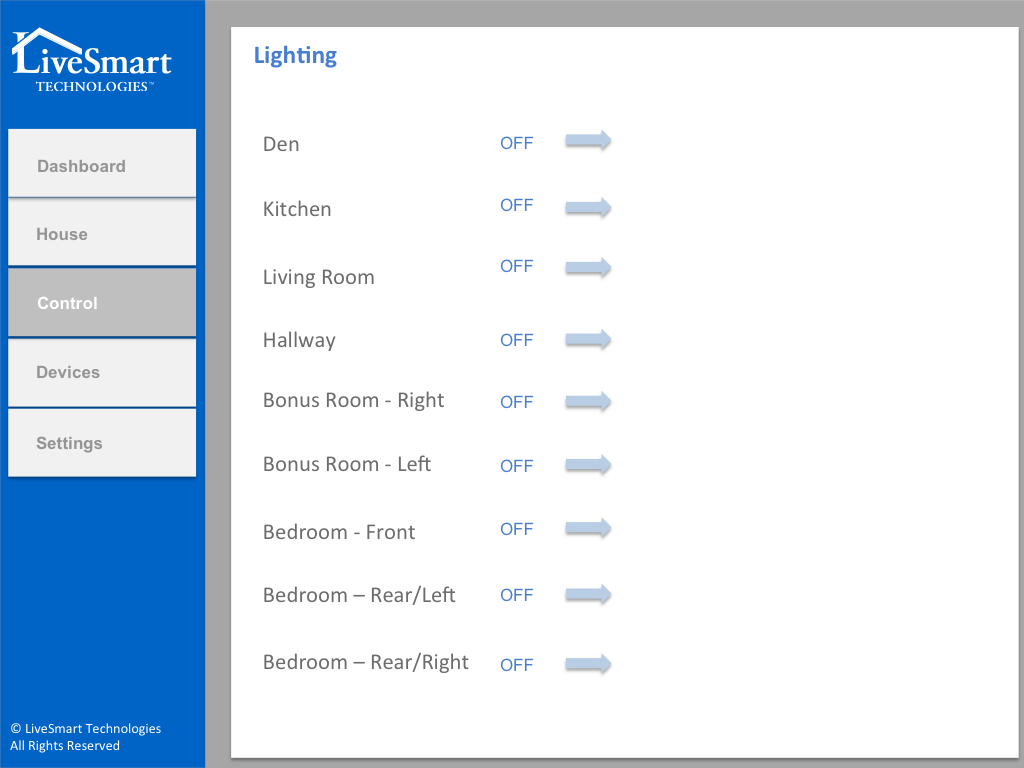 LiveSmart
TECHNOLOGIES™
Dashboard
House
Control
Devices
Settings
© LiveSmart Technologies
All Rights Reserved
Lighting
Den OFF
Kitchen OFF
Living Room OFF
Hallway OFF
Bonus Room - Right OFF
Bonus Room - Left OFF
Bedroom - Front OFF
Bedroom – Rear/Left OFF
Bedroom – Rear/Right OFF